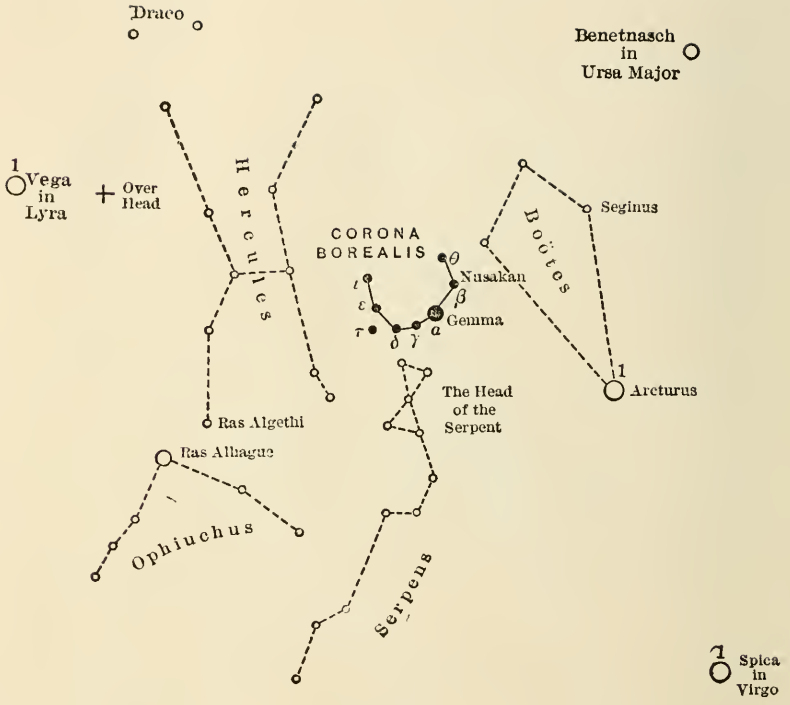 Draco
Benetnasch
in
Ursa Major
1
Vega
in
Lyra
Over
Head
Hercules
CORONA
BOREALIS
θ
Nusakan
β
Gemma
α
γ
δ
ε
ι
τ
Boötes
Seginus
1
Arcturus
The Head
of the
Serpent
Ras Algethi
Ras Alhague
Ophiuchus
Serpens
1
Spica
in
Virgo